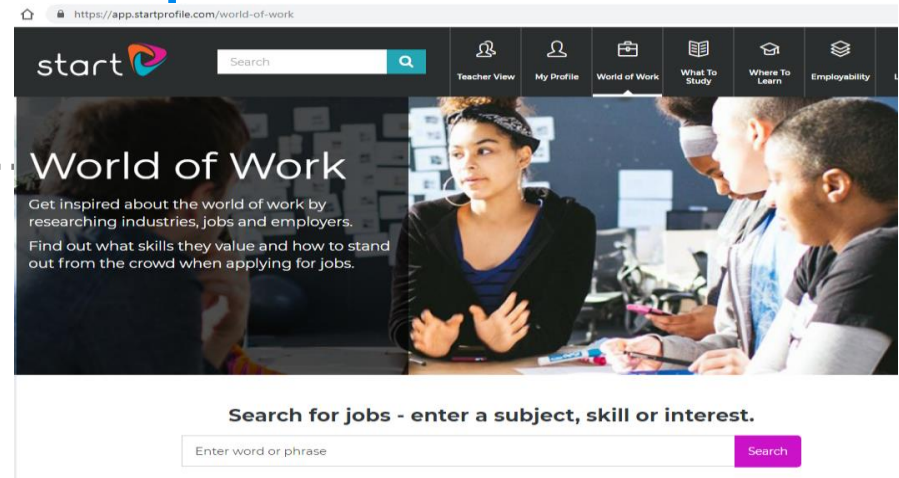 https://app.startprofile.com/world-of-work
start
Search
Teacher View
My Profile
World of Work
What To
Study
Where To
Learn
Employability
L
World of Work
Get inspired about the world of work by
researching industries, jobs and employers.
Find out what skills they value and how to stand
out from the crowd when applying for jobs.
Search for jobs - enter a subject, skill or interest.
Enter word or phrase
Search